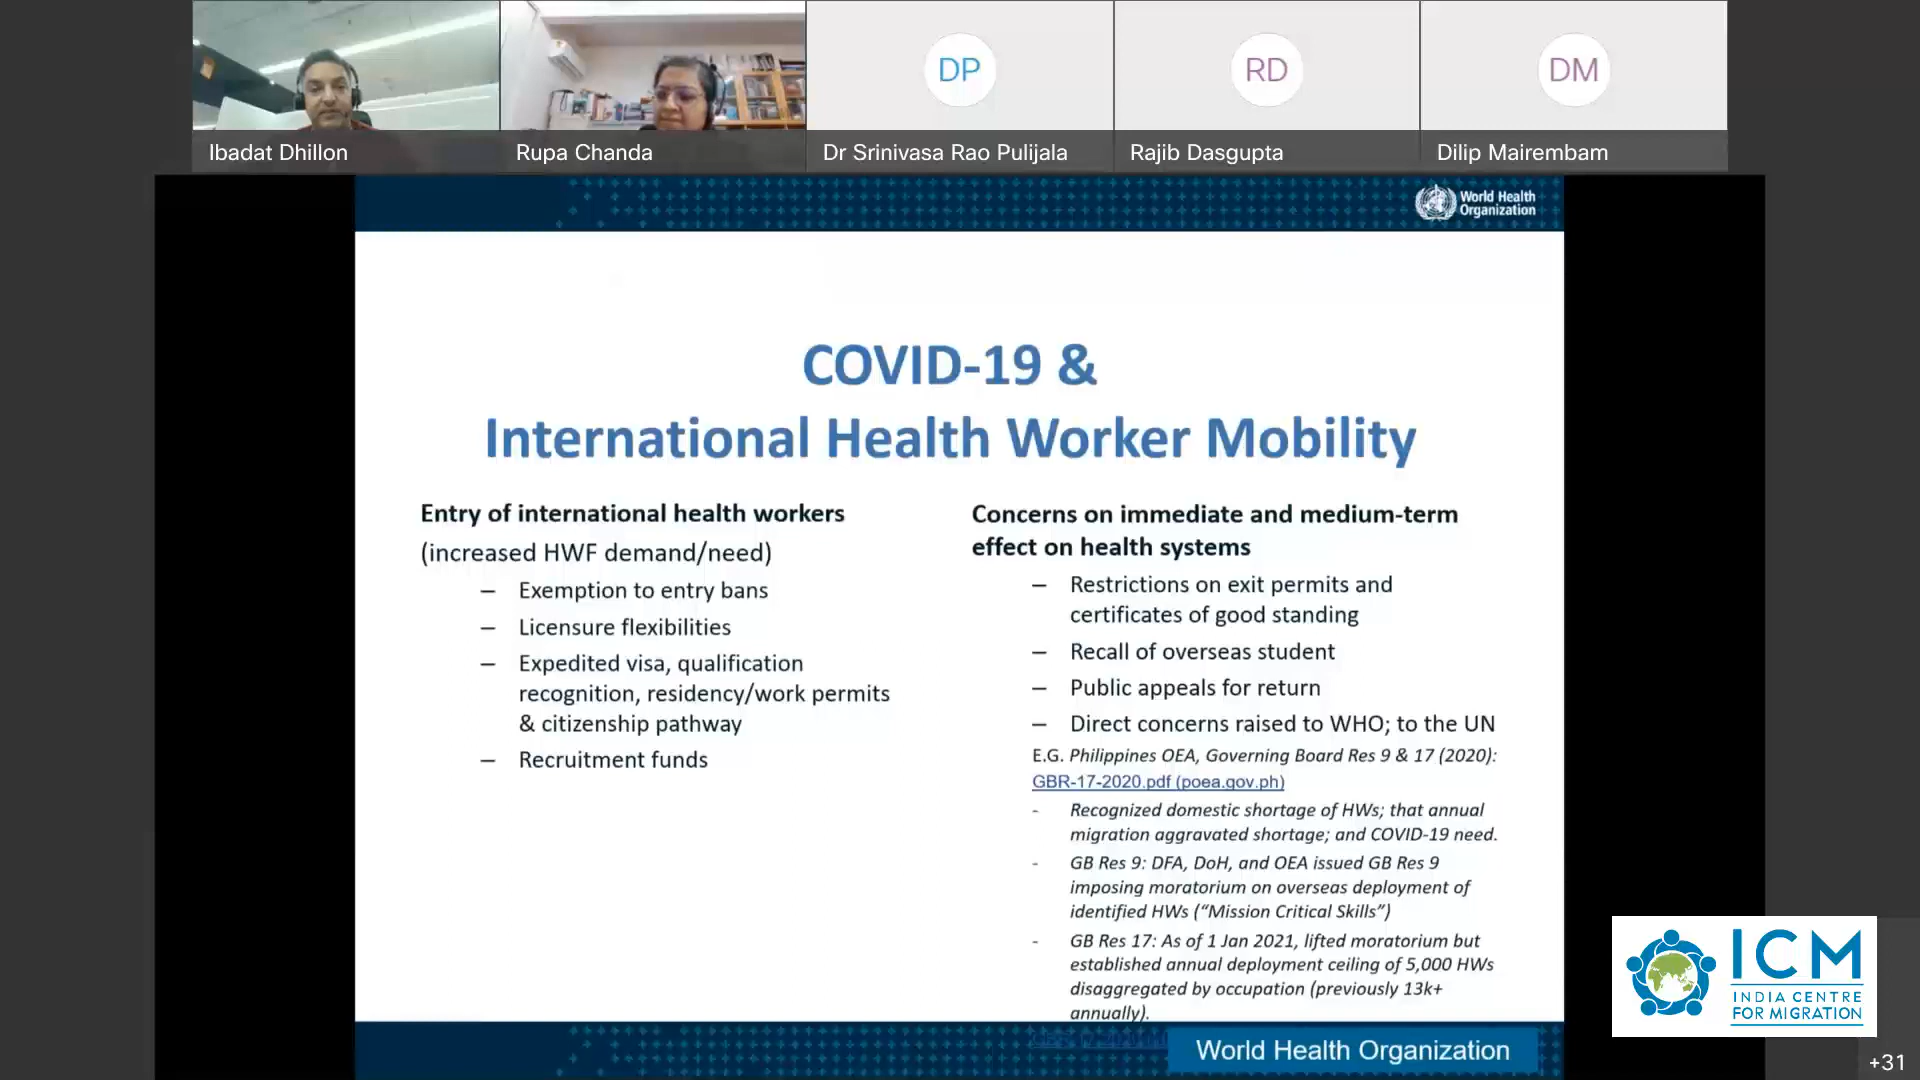 DP
RD
DM
Ibadat Dhillon
Rupa Chanda
Dr Srinivasa Rao Pulijala
Rajib Dasgupta
Dilip Mairembam
World Health
Organization
COVID-19 &
International Health Worker Mobility
Entry of international health workers
(increased HWF demand/need)
– Exemption to entry bans
– Licensure flexibilities
– Expedited visa, qualification
recognition, residency/work permits
& citizenship pathway
– Recruitment funds
Concerns on immediate and medium-term
effect on health systems
– Restrictions on exit permits and
certificates of good standing
– Recall of overseas student
– Public appeals for return
– Direct concerns raised to WHO; to the UN
E.G. Philippines OEA, Governing Board Res 9 & 17 (2020):
GBR-17-2020.pdf (poea.gov.ph)
- Recognized domestic shortage of HWs; that annual
migration aggravated shortage; and COVID-19 need.
- GB Res 9: DFA, DoH, and OEA issued GB Res 9
imposing moratorium on overseas deployment of
identified HWs (“Mission Critical Skills”)
- GB Res 17: As of 1 Jan 2021, lifted moratorium but
established annual deployment ceiling of 5,000 HWs
disaggregated by occupation (previously 13k+
annually).
World Health Organization
ICM
INDIA CENTRE
FOR MIGRATION
+31